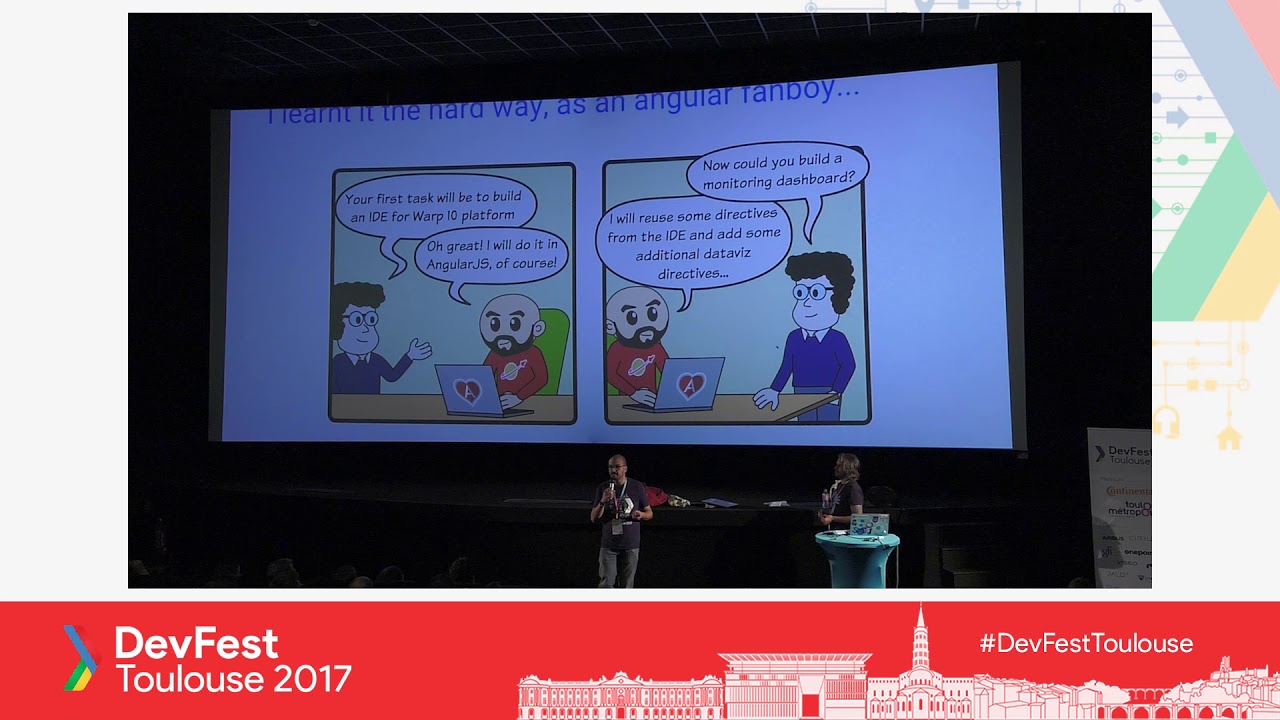 I learnt it the hard way, as an angular fanboy...
Your first task will be to build
an IDE for Warp 10 platform
Oh great! I will do it in
AngularJS, of course!
Now could you build a
monitoring dashboard?
I will reuse some directives
from the IDE and add some
additional dataviz
directives...
A
A
DevFest
Toulouse
DevFest
Toulouse 2017
#DevFestToulouse